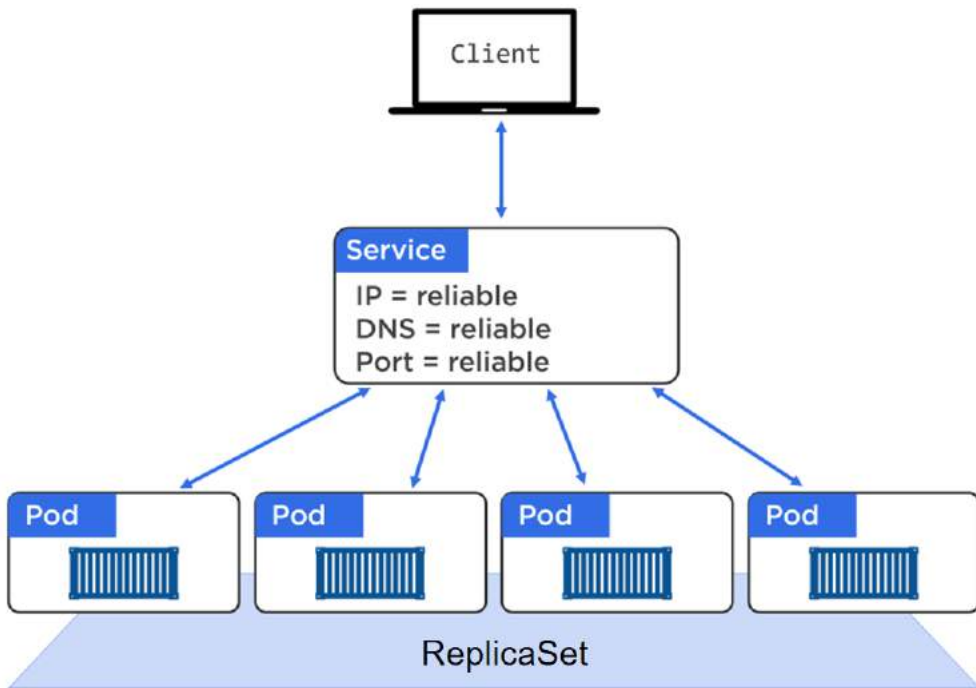 Client
Service
IP = reliable
DNS = reliable
Port = reliable
Pod
Pod
Pod
Pod
ReplicaSet